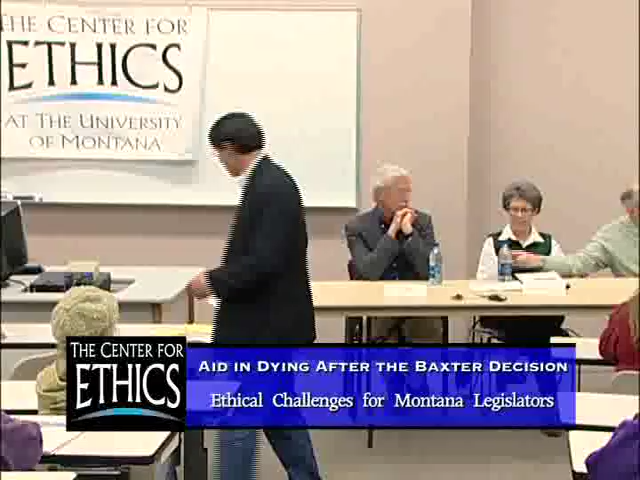 THE CENTER FOR
ETHICS
AT THE UNIVERSITY
OF MONTANA
THE CENTER FOR
ETHICS
AID IN DYING AFTER THE BAXTER DECISION
Ethical Challenges for Montana Legislators